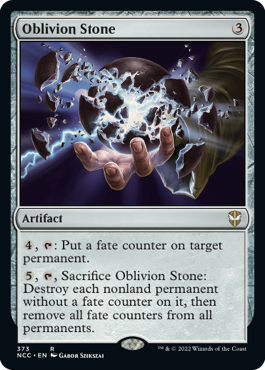 Oblivion Stone 3
Artifact
4, T: Put a fate counter on target
permanent.
5, T, Sacrifice Oblivion Stone:
Destroy each nonland permanent
without a fate counter on it, then
remove all fate counters from all
permanents.
373 R
NCC • EN GABOR SZIKSZAI
™ & © 2022 Wizards of the Coast